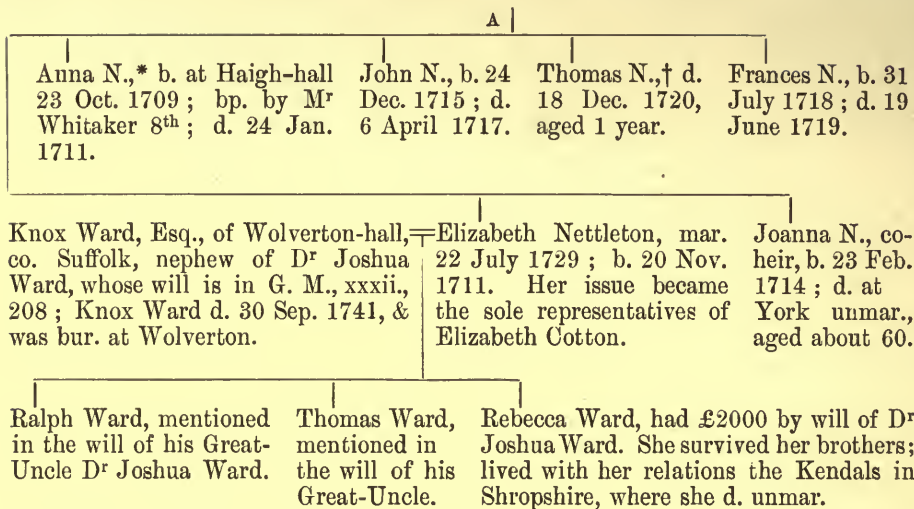 A
Anna N.,* b. at Haigh-hall
23 Oct. 1709 ; bp. by Mʳ
Whitaker 8ᵗʰ ; d. 24 Jan.
1711.
John N., b. 24
Dec. 1715 ; d.
6 April 1717.
Thomas N.,† d.
18 Dec. 1720,
aged 1 year.
Frances N., b. 31
July 1718 ; d. 19
June 1719.
Knox Ward, Esq., of Wolverton-hall,
co. Suffolk, nephew of Dʳ Joshua
Ward, whose will is in G. M., xxxii.,
208 ; Knox Ward d. 30 Sep. 1741, &
was bur. at Wolverton.
Elizabeth Nettleton, mar.
22 July 1729 ; b. 20 Nov.
1711. Her issue became
the sole representatives of
Elizabeth Cotton.
Joanna N., co-
heir, b. 23 Feb.
1714 ; d. at
York unmar.,
aged about 60.
Ralph Ward, mentioned
in the will of his Great-
Uncle Dʳ Joshua Ward.
Thomas Ward,
mentioned in
the will of his
Great-Uncle.
Rebecca Ward, had £2000 by will of Dʳ
Joshua Ward. She survived her brothers;
lived with her relations the Kendals in
Shropshire, where she d. unmar.